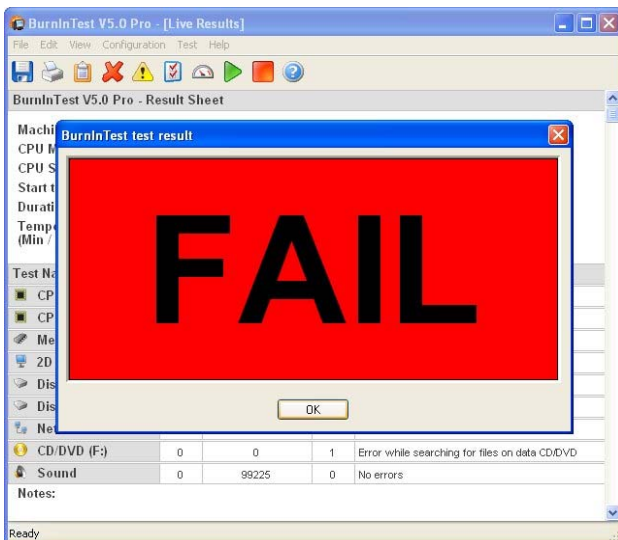 BurnInTest V5.0 Pro - [Live Results]
File Edit View Configuration Test Help
BurnInTest V5.0 Pro - Result Sheet
Machi
CPU M
CPU S
Start t
Durati
Tempe
(Min /
BurnInTest test result
FAIL
OK
Test Na
CP
CP
Me
2D
Dis
Dis
Net
CD/DVD (F:) 0 0 1 Error while searching for files on data CD/DVD
Sound 0 99225 0 No errors
Notes:
Ready